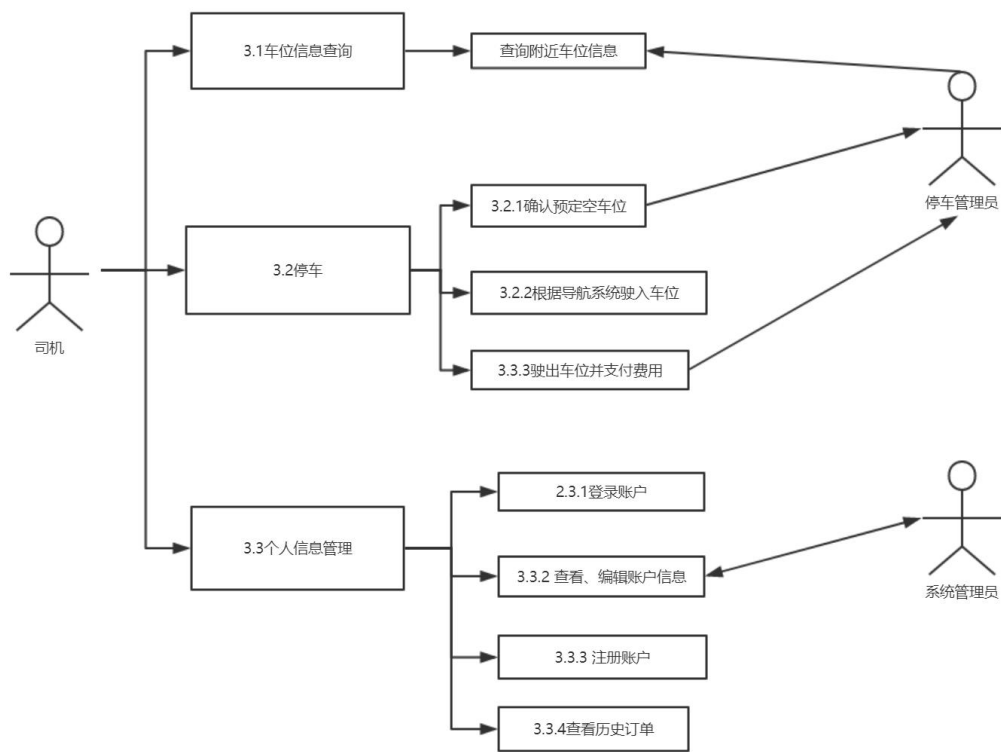 3.1车位信息查询
查询附近车位信息
3.2.1确认预定空车位
停车管理员
3.2停车
3.2.2根据导航系统驶入车位
司机
3.3.3驶出车位并支付费用
2.3.1登录账户
3.3个人信息管理
3.3.2 查看、编辑账户信息
系统管理员
3.3.3 注册账户
3.3.4查看历史订单